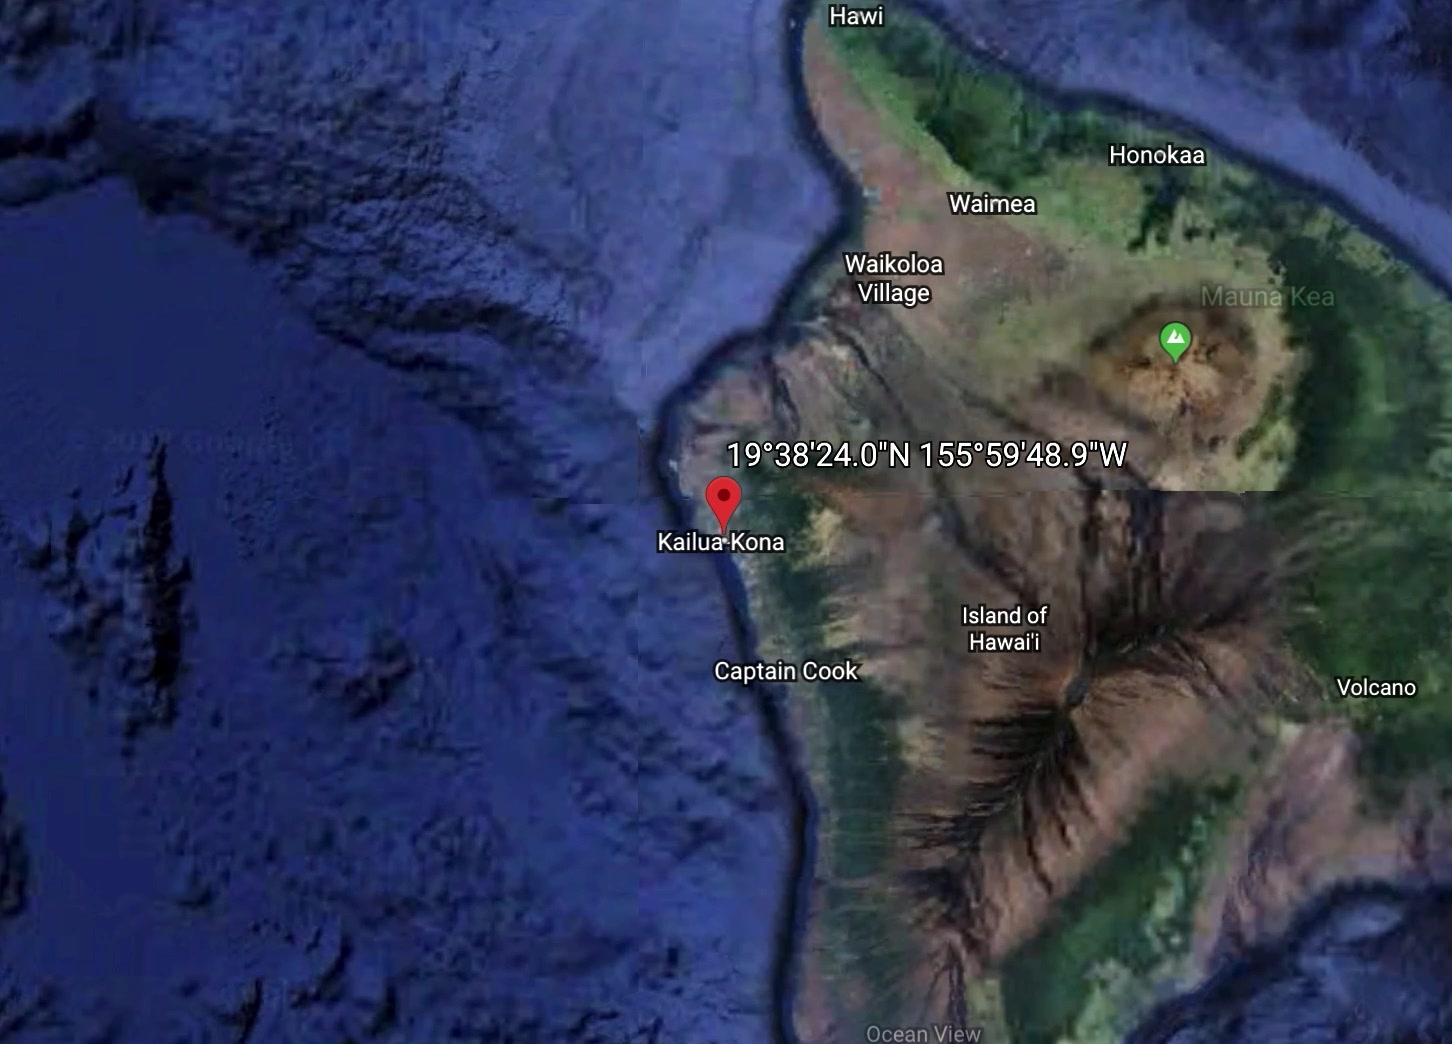 Hawi
Honokaa
Waimea
Waikoloa
Village
Mauna Kea
19°38'24.0"N 155°59'48.9"W
Kailua-Kona
Island of
Hawai'i
Captain Cook
Volcano
Ocean View